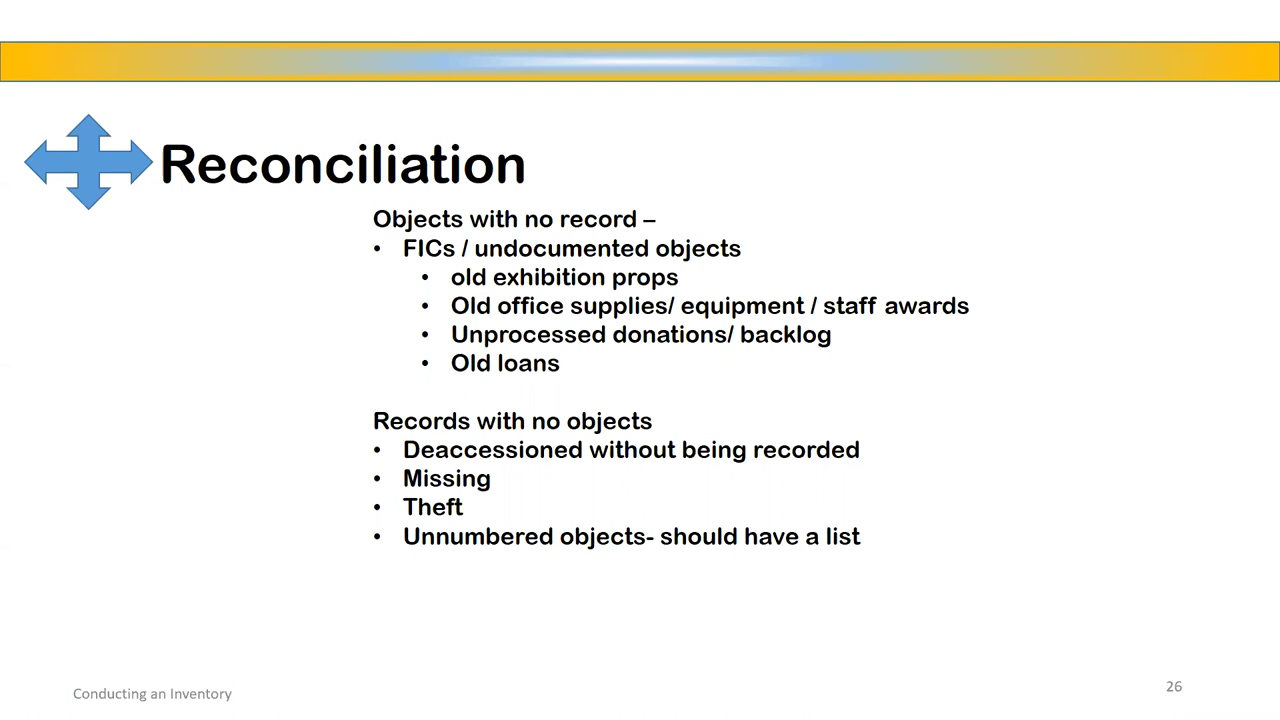 Reconciliation
Objects with no record –
• FICs / undocumented objects
• old exhibition props
• Old office supplies/ equipment / staff awards
• Unprocessed donations/ backlog
• Old loans
Records with no objects
• Deaccessioned without being recorded
• Missing
• Theft
• Unnumbered objects- should have a list
Conducting an Inventory
26